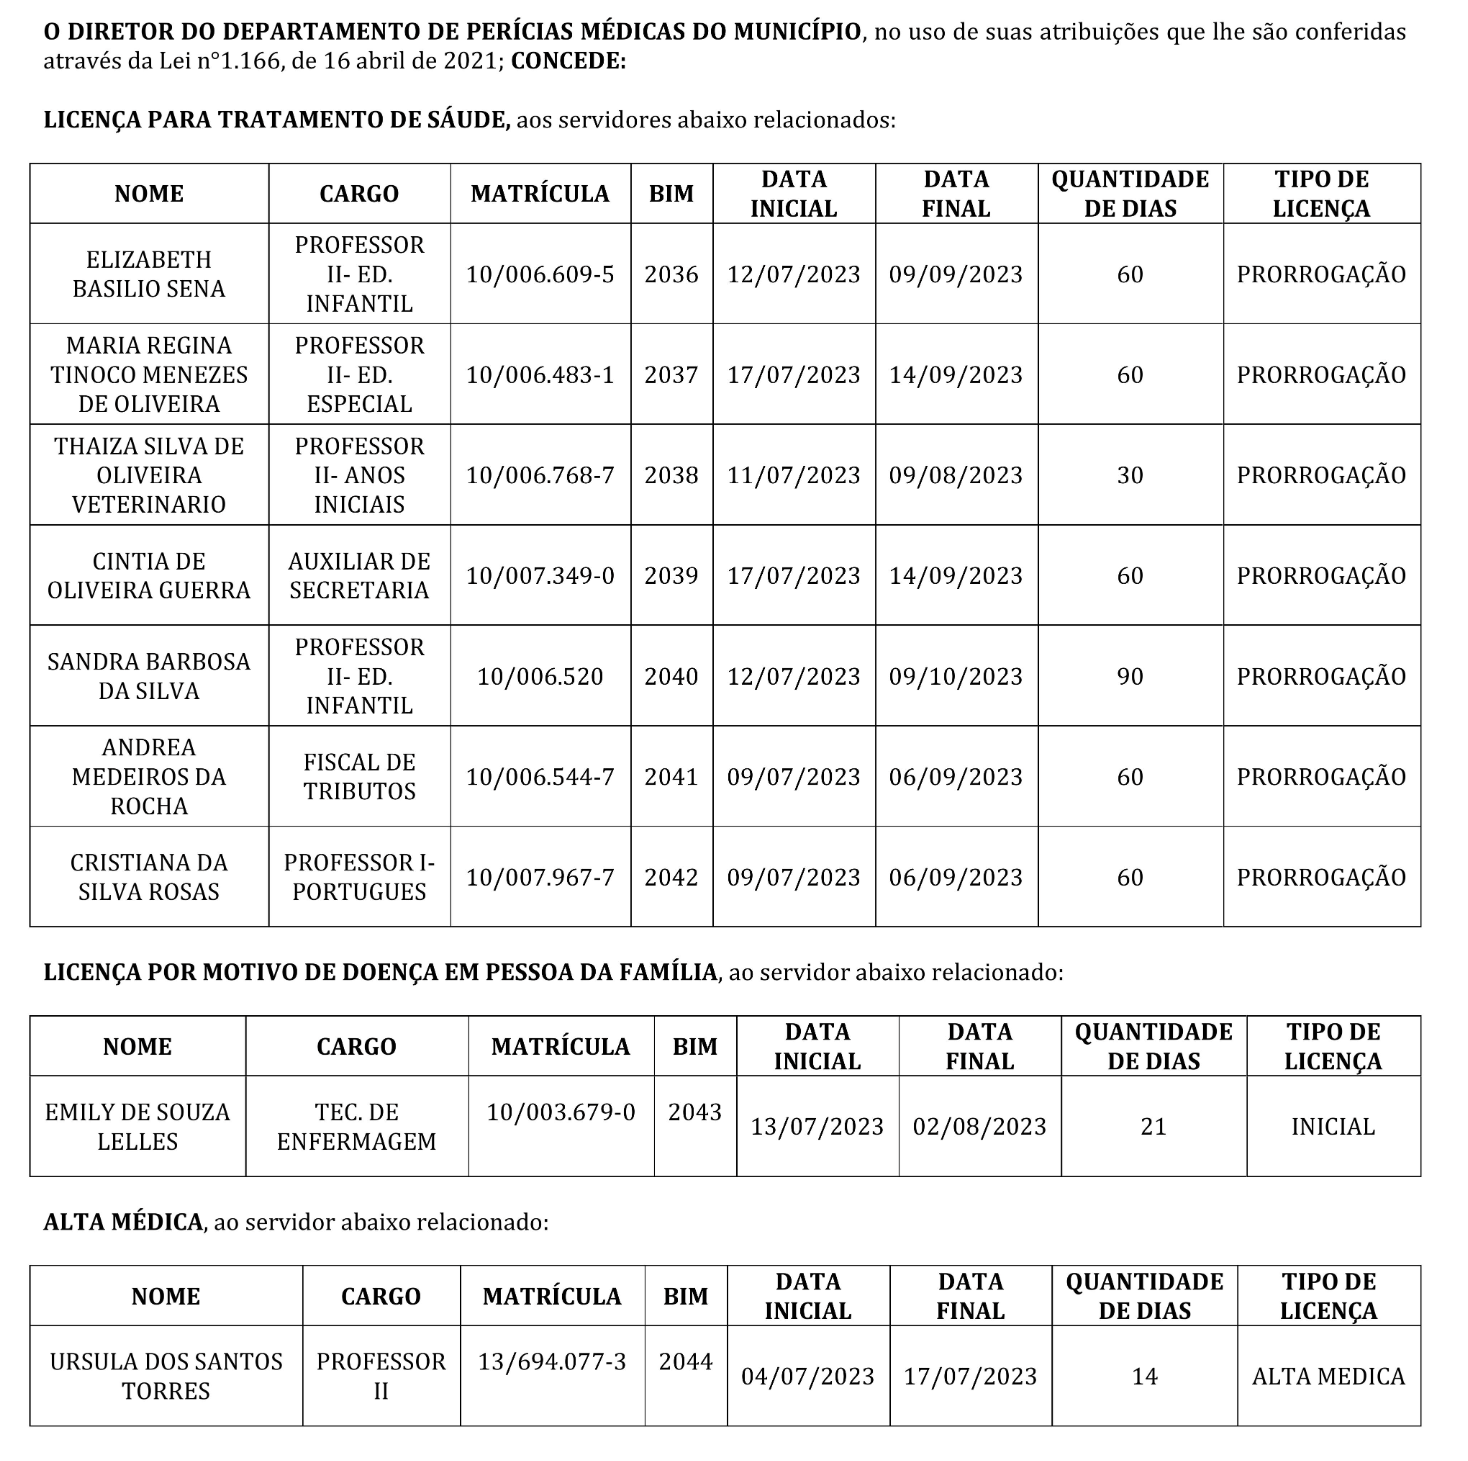 O DIRETOR DO DEPARTAMENTO DE PERÍCIAS MÉDICAS DO MUNICÍPIO, no uso de suas atribuições que lhe são conferidas
através da Lei n°1.166, de 16 abril de 2021; CONCEDE:
LICENÇA PARA TRATAMENTO DE SÁUDE, aos servidores abaixo relacionados:
NOME CARGO MATRÍCULA BIM DATA INICIAL DATA FINAL QUANTIDADE DE DIAS TIPO DE LICENÇA
ELIZABETH BASILIO SENA PROFESSOR II- ED. INFANTIL 10/006.609-5 2036 12/07/2023 09/09/2023 60 PRORROGAÇÃO
MARIA REGINA TINOCO MENEZES DE OLIVEIRA PROFESSOR II- ED. ESPECIAL 10/006.483-1 2037 17/07/2023 14/09/2023 60 PRORROGAÇÃO
THAIZA SILVA DE OLIVEIRA VETERINARIO PROFESSOR II- ANOS INICIAIS 10/006.768-7 2038 11/07/2023 09/08/2023 30 PRORROGAÇÃO
CINTIA DE OLIVEIRA GUERRA AUXILIAR DE SECRETARIA 10/007.349-0 2039 17/07/2023 14/09/2023 60 PRORROGAÇÃO
SANDRA BARBOSA DA SILVA PROFESSOR II- ED. INFANTIL 10/006.520 2040 12/07/2023 09/10/2023 90 PRORROGAÇÃO
ANDREA MEDEIROS DA ROCHA FISCAL DE TRIBUTOS 10/006.544-7 2041 09/07/2023 06/09/2023 60 PRORROGAÇÃO
CRISTIANA DA SILVA ROSAS PROFESSOR I- PORTUGUES 10/007.967-7 2042 09/07/2023 06/09/2023 60 PRORROGAÇÃO
LICENÇA POR MOTIVO DE DOENÇA EM PESSOA DA FAMÍLIA, ao servidor abaixo relacionado:
NOME CARGO MATRÍCULA BIM DATA INICIAL DATA FINAL QUANTIDADE DE DIAS TIPO DE LICENÇA
EMILY DE SOUZA LELLES TEC. DE ENFERMAGEM 10/003.679-0 2043 13/07/2023 02/08/2023 21 INICIAL
ALTA MÉDICA, ao servidor abaixo relacionado:
NOME CARGO MATRÍCULA BIM DATA INICIAL DATA FINAL QUANTIDADE DE DIAS TIPO DE LICENÇA
URSULA DOS SANTOS TORRES PROFESSOR II 13/694.077-3 2044 04/07/2023 17/07/2023 14 ALTA MEDICA